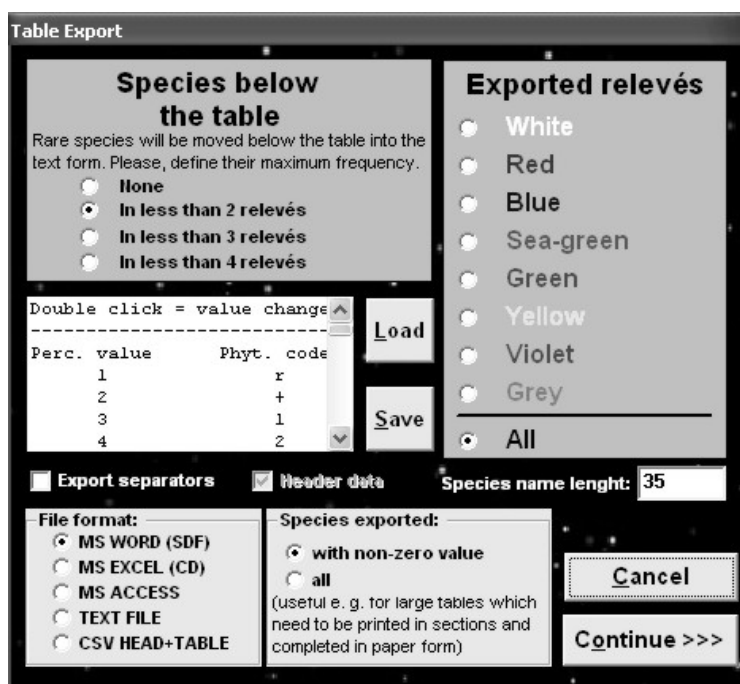 Table Export
Species below
the table
Rare species will be moved below the table into the
text form. Please, define their maximum frequency.
None
In less than 2 relevés
In less than 3 relevés
In less than 4 relevés
Exported relevés
White
Red
Blue
Sea-green
Green
Yellow
Violet
Grey
All
Double click = value change
------------------------------
Perc. value Phyt. code
1 r
2 +
3 1
4 2
Load
Save
Export separators
Header data
Species name lenght: 35
File format:
MS WORD (SDF)
MS EXCEL (CD)
MS ACCESS
TEXT FILE
CSV HEAD+TABLE
Species exported:
with non-zero value
all
(useful e. g. for large tables which
need to be printed in sections and
completed in paper form)
Cancel
Continue >>>